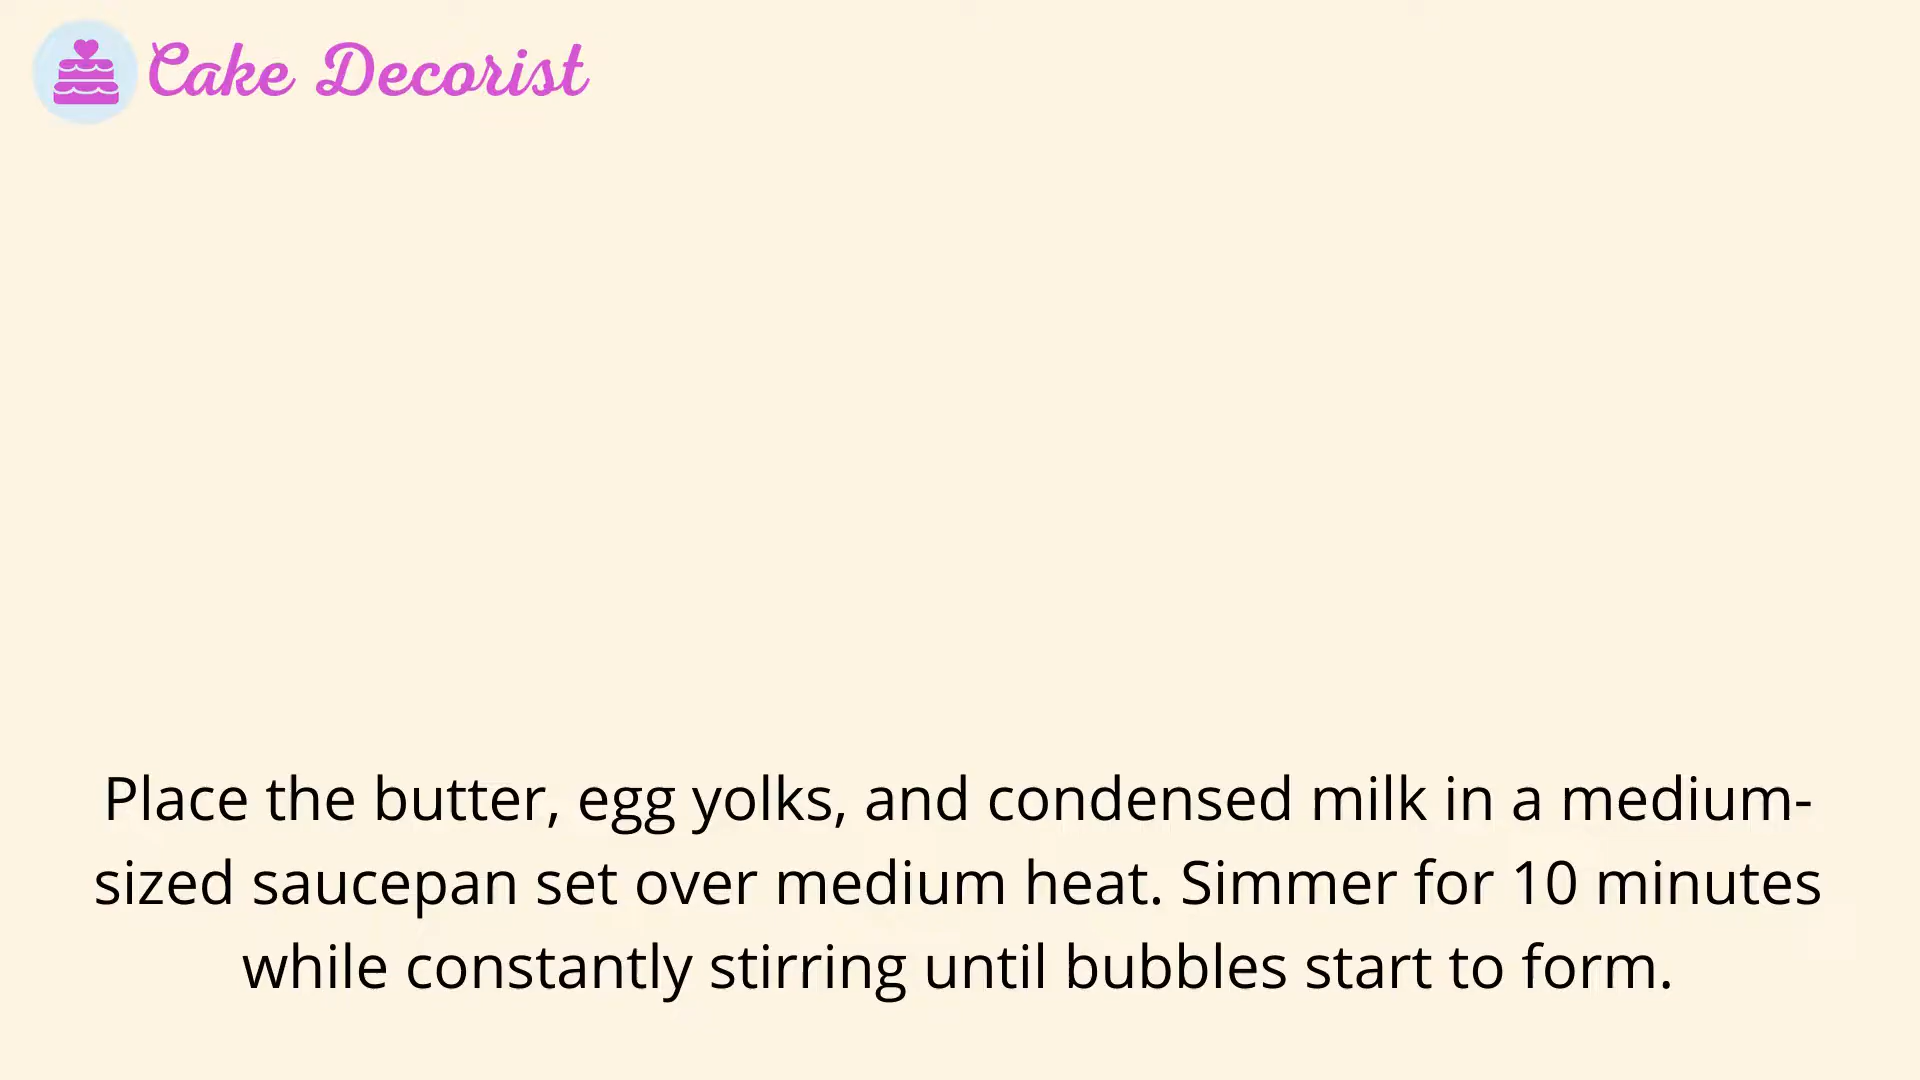 Cake Decorist
Place the butter, egg yolks, and condensed milk in a medium-
sized saucepan set over medium heat. Simmer for 10 minutes
while constantly stirring until bubbles start to form.